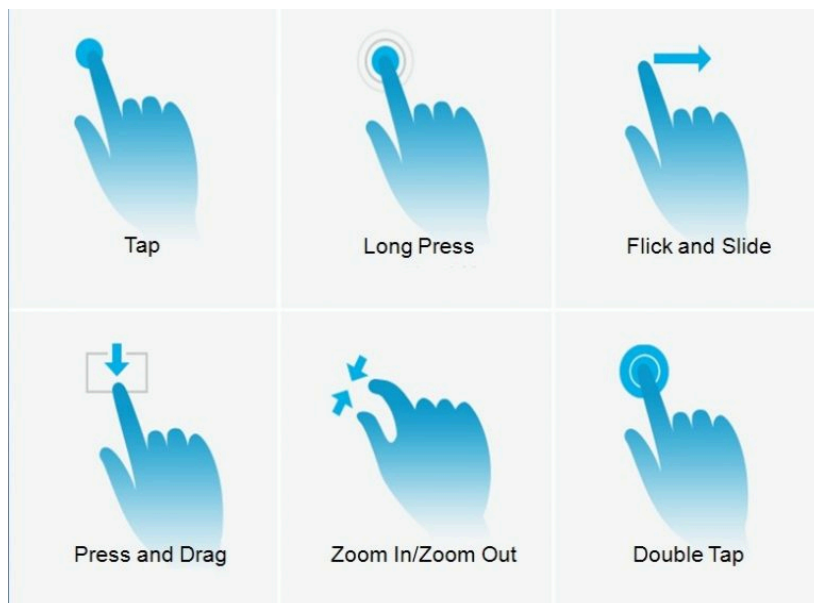 Tap
Long Press
Flick and Slide
Press and Drag
Zoom In/Zoom Out
Double Tap